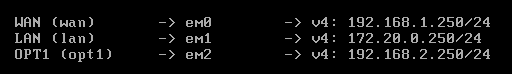 WAN (wan) -> em0 -> v4: 192.168.1.250/24
LAN (lan) -> em1 -> v4: 172.20.0.250/24
OPT1 (opt1) -> em2 -> v4: 192.168.2.250/24